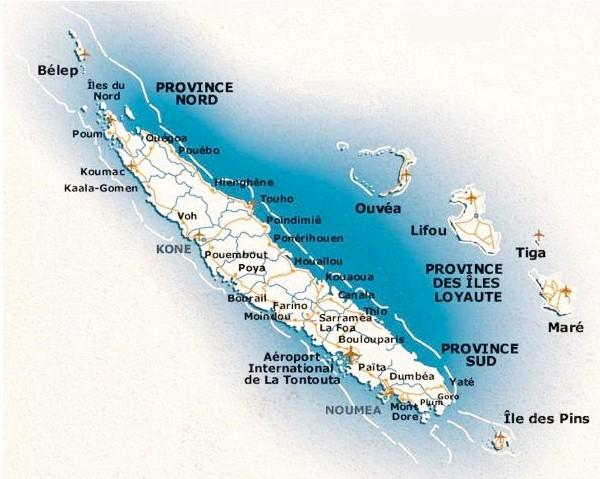 Bélep
Îles du
Nord
PROVINCE
NORD
Poum
Ouégoa
Pouébo
Koumac
Kaala-Gomen
Hienghène
Touho
Voh
Poindimié
Ponérihouen
KONE
Pouembout
Poya
Houaïlou
Kouaoua
Canala
Thio
Bourail
Farino
Moindou
Sarraméa
La Foa
Boulouparis
Ouvéa
Lifou
Tiga
PROVINCE
DES ÎLES
LOYAUTE
Maré
PROVINCE
SUD
Aéroport
International
de La Tontouta
Païta
Dumbéa
Yaté
Goro
Plum
Mont
Dore
NOUMEA
Île des Pins